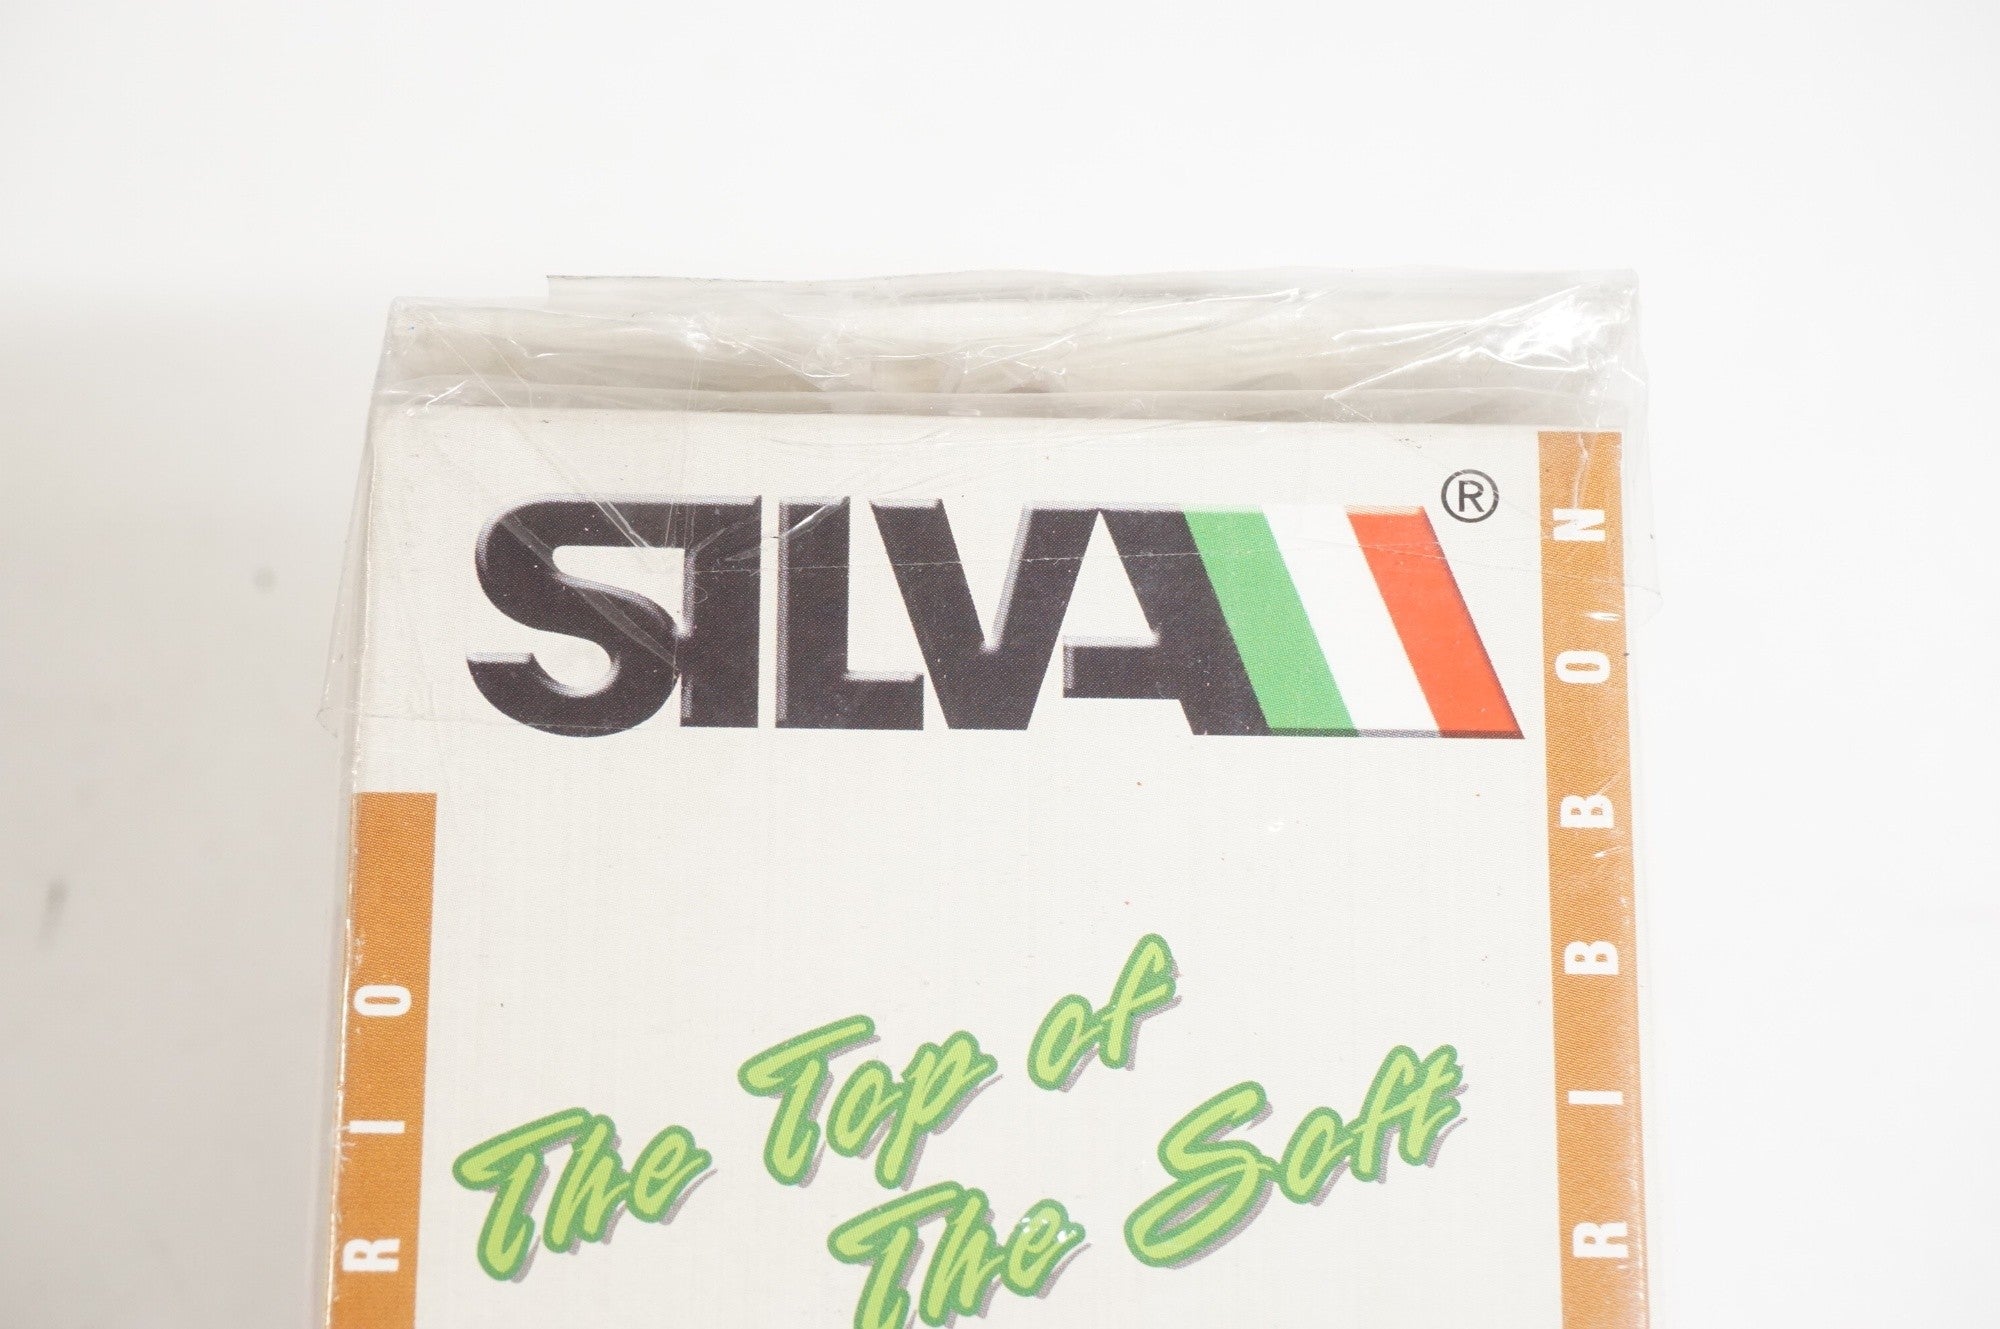 SILVA®
The Top of
The Soft
RIO
RIBBON